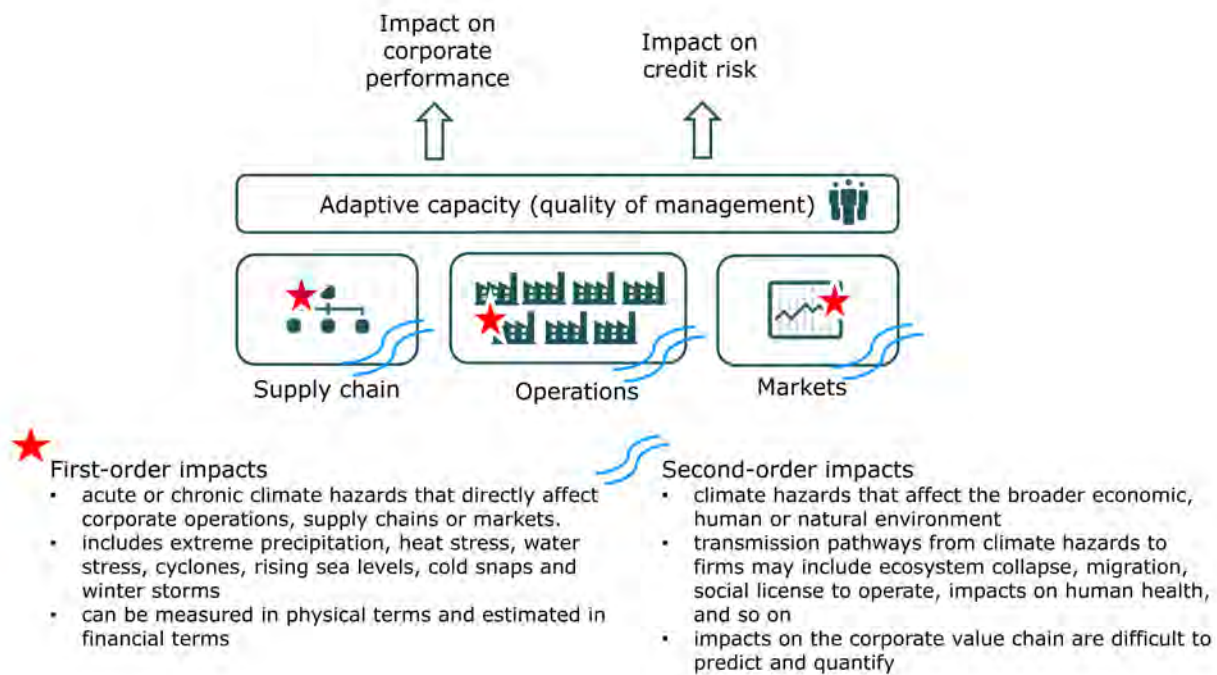 Impact on
corporate
performance
Impact on
credit risk
Adaptive capacity (quality of management)
Supply chain
Operations
Markets
First-order impacts
• acute or chronic climate hazards that directly affect
corporate operations, supply chains or markets.
• includes extreme precipitation, heat stress, water
stress, cyclones, rising sea levels, cold snaps and
winter storms
• can be measured in physical terms and estimated in
financial terms
Second-order impacts
• climate hazards that affect the broader economic,
human or natural environment
• transmission pathways from climate hazards to
firms may include ecosystem collapse, migration,
social license to operate, impacts on human health,
and so on
• impacts on the corporate value chain are difficult to
predict and quantify